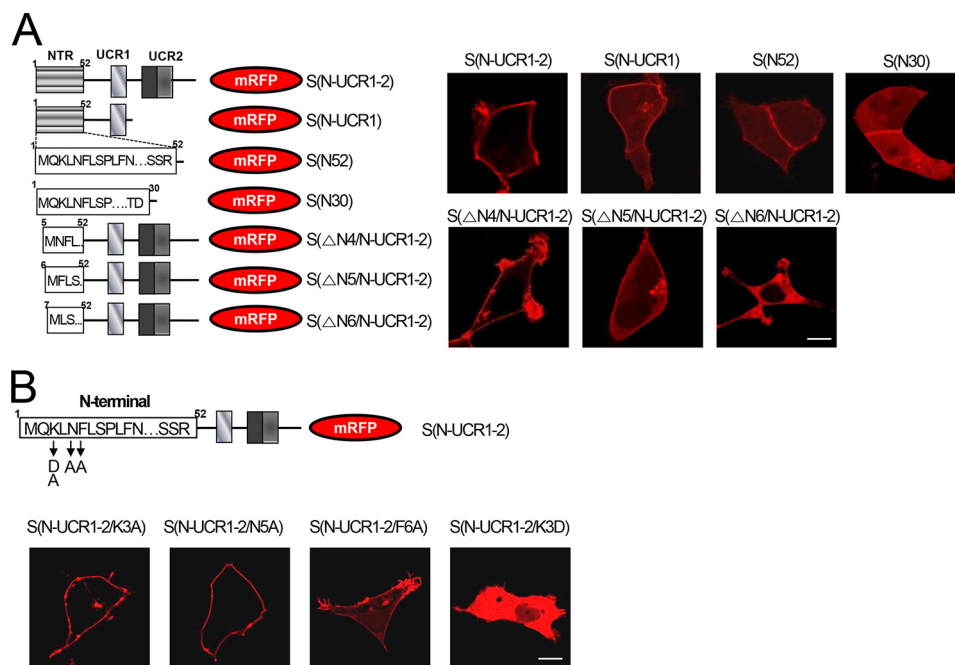 A
NTR UCR1 UCR2
1 52
mRFP S(N-UCR1-2)
1 52
mRFP S(N-UCR1)
1 52
MQKLNFLSPLFN...SSR mRFP S(N52)
1 30
MQKLNFLSP....TD mRFP S(N30)
5 52
MNFL.. mRFP S(△N4/N-UCR1-2)
6 52
MFLS. mRFP S(△N5/N-UCR1-2)
7 52
MLS... mRFP S(△N6/N-UCR1-2)
S(N-UCR1-2) S(N-UCR1) S(N52) S(N30)
S(△N4/N-UCR1-2) S(△N5/N-UCR1-2) S(△N6/N-UCR1-2)
B
N-terminal
1 52
MQKLNFLSPLFN...SSR mRFP S(N-UCR1-2)
D A A
A
S(N-UCR1-2/K3A) S(N-UCR1-2/N5A) S(N-UCR1-2/F6A) S(N-UCR1-2/K3D)